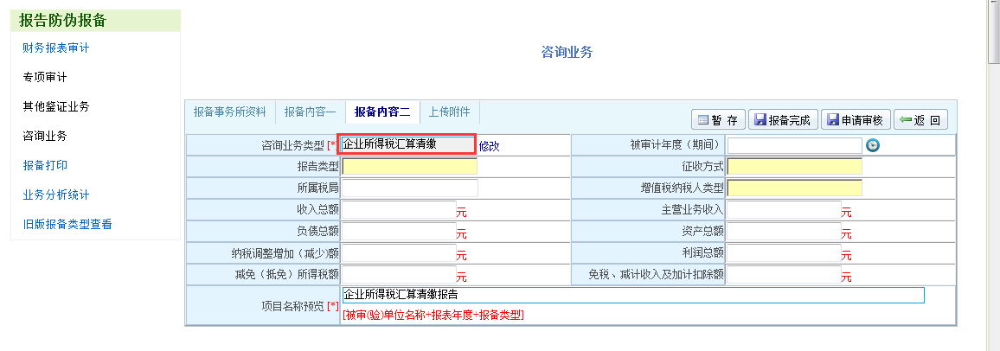 报告防伪报备
财务报表审计
专项审计
其他鉴证业务
咨询业务
报备打印
业务分析统计
旧版报备类型查看
咨询业务
报备事务所资料 报备内容一 报备内容二 上传附件
暂 存 报备完成 申请审核 返 回
咨询业务类型 [*] 企业所得税汇算清缴 修改 被审计年度（期间）
报告类型 征收方式
所属税局 增值税纳税人类型
收入总额 元 主营业务收入 元
负债总额 元 资产总额 元
纳税调整增加（减少)额 元 利润总额 元
减免（抵免）所得税额 元 免税、减计收入及加计扣除额 元
项目名称预览 [*] 企业所得税汇算清缴报告
[被审(验)单位名称+报表年度+报备类型]